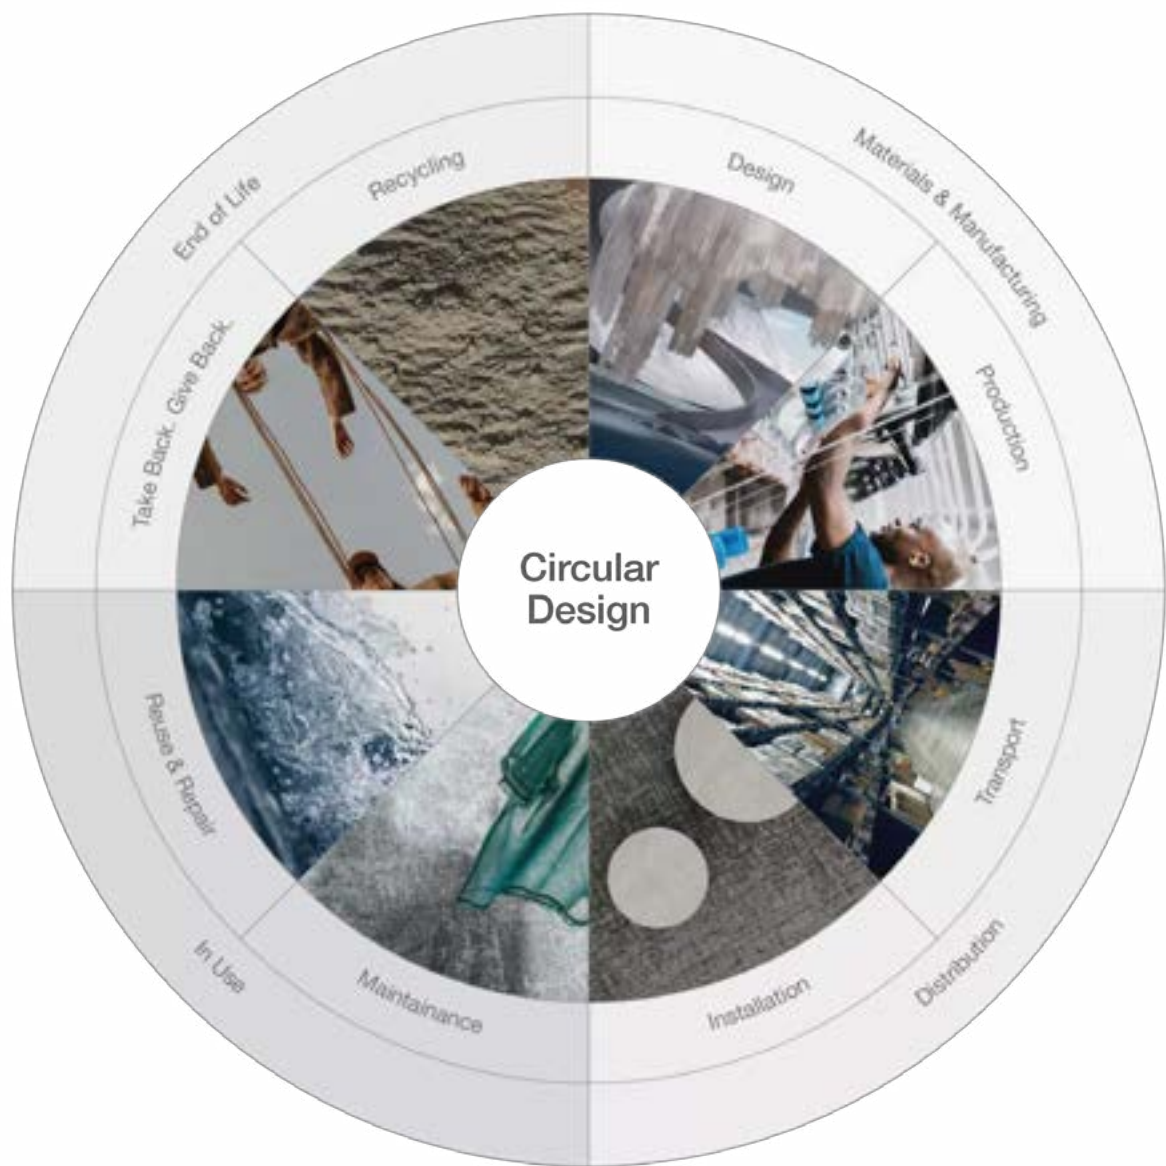 Circular
Design
Materials & Manufacturing
Design
Production
Distribution
Transport
Installation
In Use
Maintainance
Reuse & Repair
End of Life
Take Back. Give Back.
Recycling